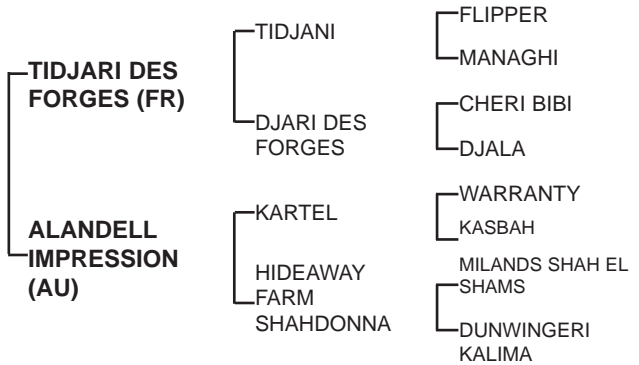 TIDJARI DES
FORGES (FR)
ALANDELL
IMPRESSION
(AU)
TIDJANI
DJARI DES
FORGES
KARTEL
HIDEAWAY
FARM
SHAHDONNA
FLIPPER
MANAGHI
CHERI BIBI
DJALA
WARRANTY
KASBAH
MILANDS SHAH EL
SHAMS
DUNWINGERI
KALIMA